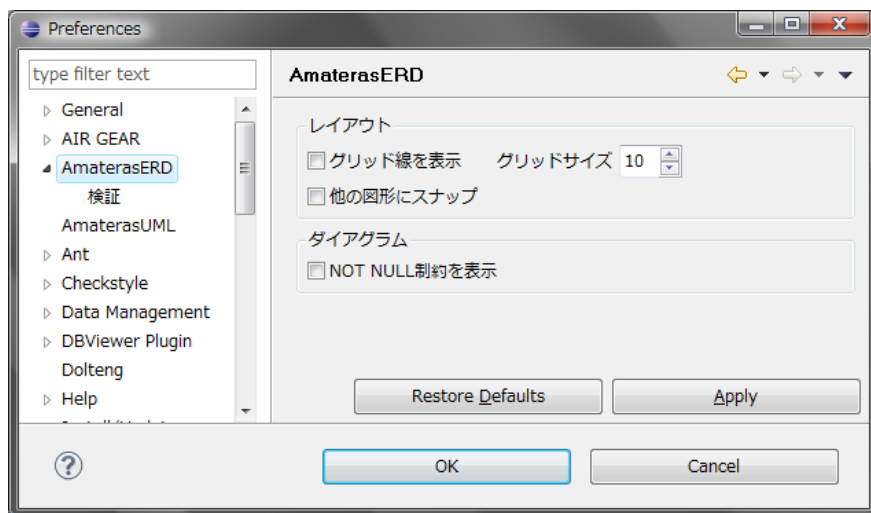 Preferences
type filter text
General
AIR GEAR
AmaterasERD
検証
AmaterasUML
Ant
Checkstyle
Data Management
DBViewer Plugin
Dolteng
Help
AmaterasERD
レイアウト
グリッド線を表示 グリッドサイズ 10
他の図形にスナップ
ダイアグラム
NOT NULL制約を表示
Restore Defaults Apply
OK Cancel